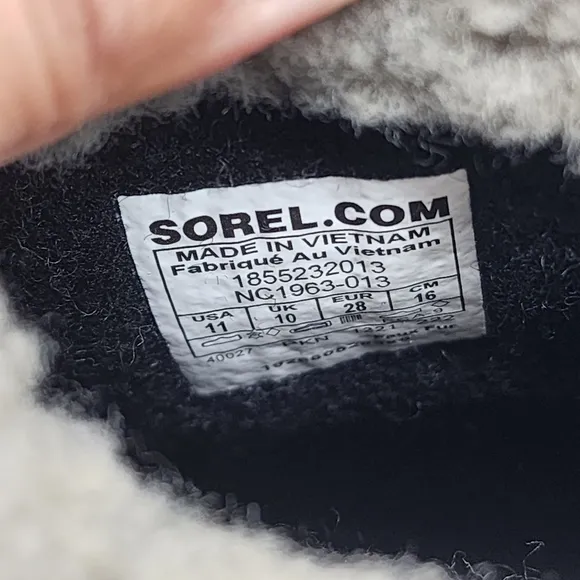 SOREL.COM
MADE IN VIETNAM
Fabriqué Au Vietnam
1855232013
NC1963-013
USA UK EUR CM
11 10 28 16
40027